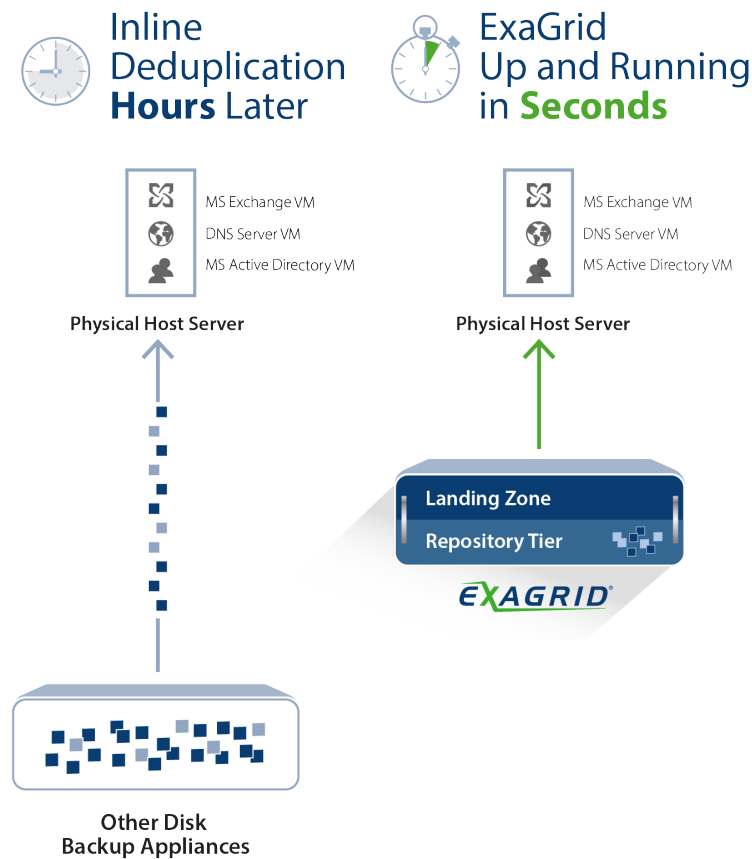 Inline
Deduplication
Hours Later
MS Exchange VM
DNS Server VM
MS Active Directory VM
Physical Host Server
Other Disk
Backup Appliances
ExaGrid
Up and Running
in Seconds
MS Exchange VM
DNS Server VM
MS Active Directory VM
Physical Host Server
Landing Zone
Repository Tier
EXAGRID®